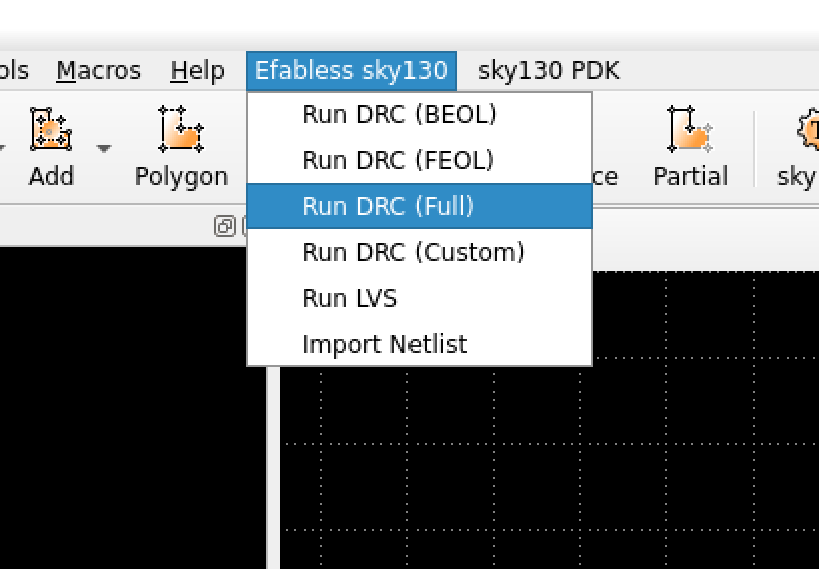 ols Macros Help Efabless sky130 sky130 PDK
Run DRC (BEOL)
Run DRC (FEOL)
Add Polygon ce Partial sky
Run DRC (Full)
Run DRC (Custom)
Run LVS
Import Netlist